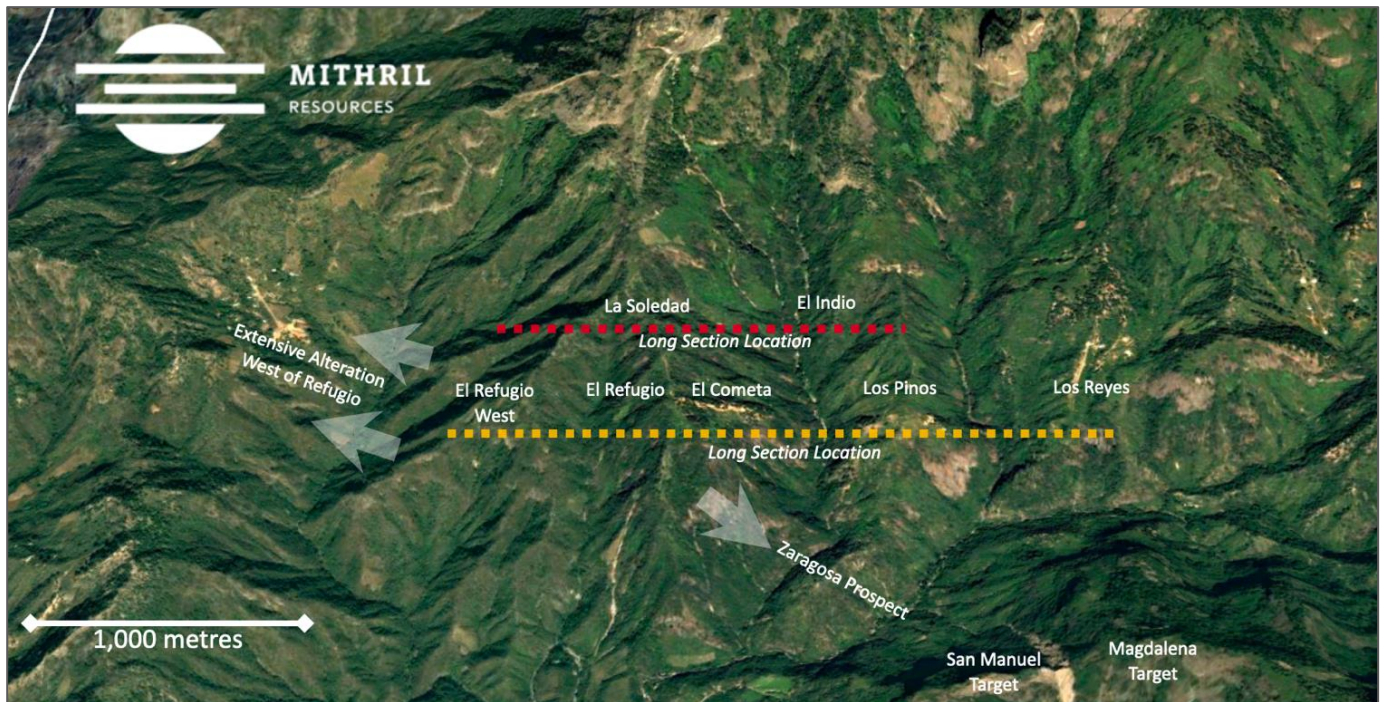 MITHRIL
RESOURCES
La Soledad
El Indio
Long Section Location
Extensive Alteration
West of Refugio
El Refugio
West
El Refugio
El Cometa
Los Pinos
Los Reyes
Long Section Location
Zaragosa Prospect
1,000 metres
San Manuel
Target
Magdalena
Target